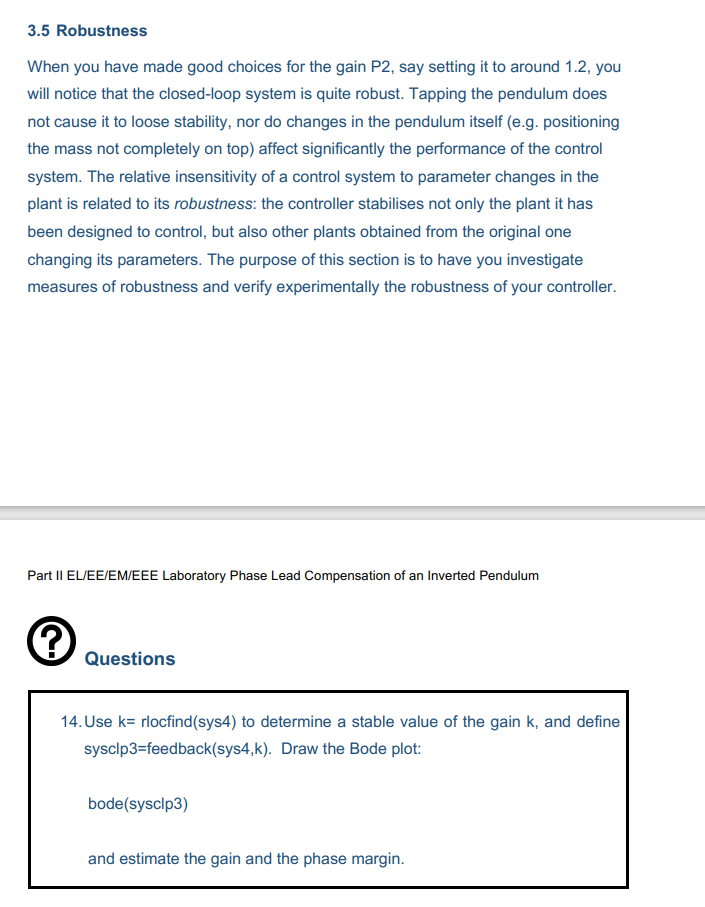 3.5 Robustness
When you have made good choices for the gain P2, say setting it to around 1.2, you
will notice that the closed-loop system is quite robust. Tapping the pendulum does
not cause it to loose stability, nor do changes in the pendulum itself (e.g. positioning
the mass not completely on top) affect significantly the performance of the control
system. The relative insensitivity of a control system to parameter changes in the
plant is related to its robustness: the controller stabilises not only the plant it has
been designed to control, but also other plants obtained from the original one
changing its parameters. The purpose of this section is to have you investigate
measures of robustness and verify experimentally the robustness of your controller.
Part II EL/EE/EM/EEE Laboratory Phase Lead Compensation of an Inverted Pendulum
?
Questions
14. Use k= rlocfind(sys4) to determine a stable value of the gain k, and define
sysclp3=feedback(sys4,k). Draw the Bode plot:
bode(sysclp3)
and estimate the gain and the phase margin.